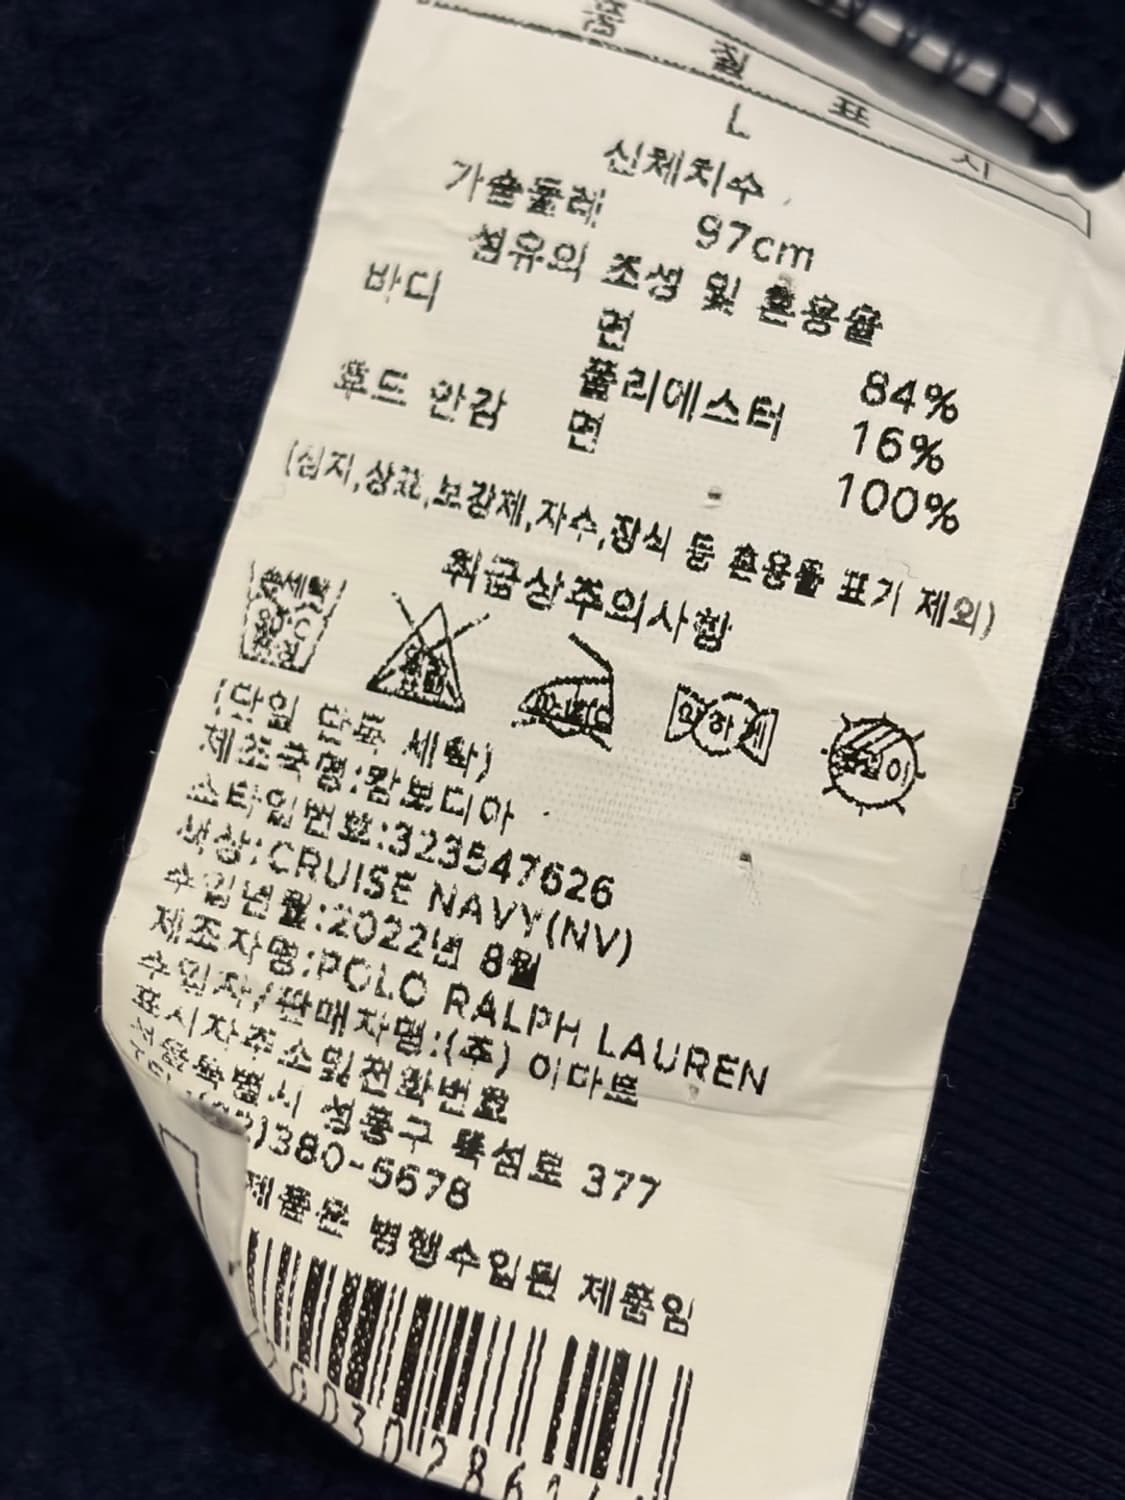 품 질 표 시
L
신체치수
가슴둘레 97cm
섬유의 조성 및 혼용율
바디 면 84%
폴리에스터 16%
후드 안감 면 100%
(심지,상표,보강제,자수,장식 등 혼용율 표기 제외)
취급상주의사항
약하게
(단일 단독 세탁)
제조국명:캄보디아
스타일번호:323547626
색상:CRUISE NAVY(NV)
수입년월:2022년 8월
제조자명:POLO RALPH LAUREN
수입자/판매자명:(주) 이마트
표시자주소및전화번호
서울특별시 성동구 뚝섬로 377
)380-5678
제품은 병행수입된 제품임